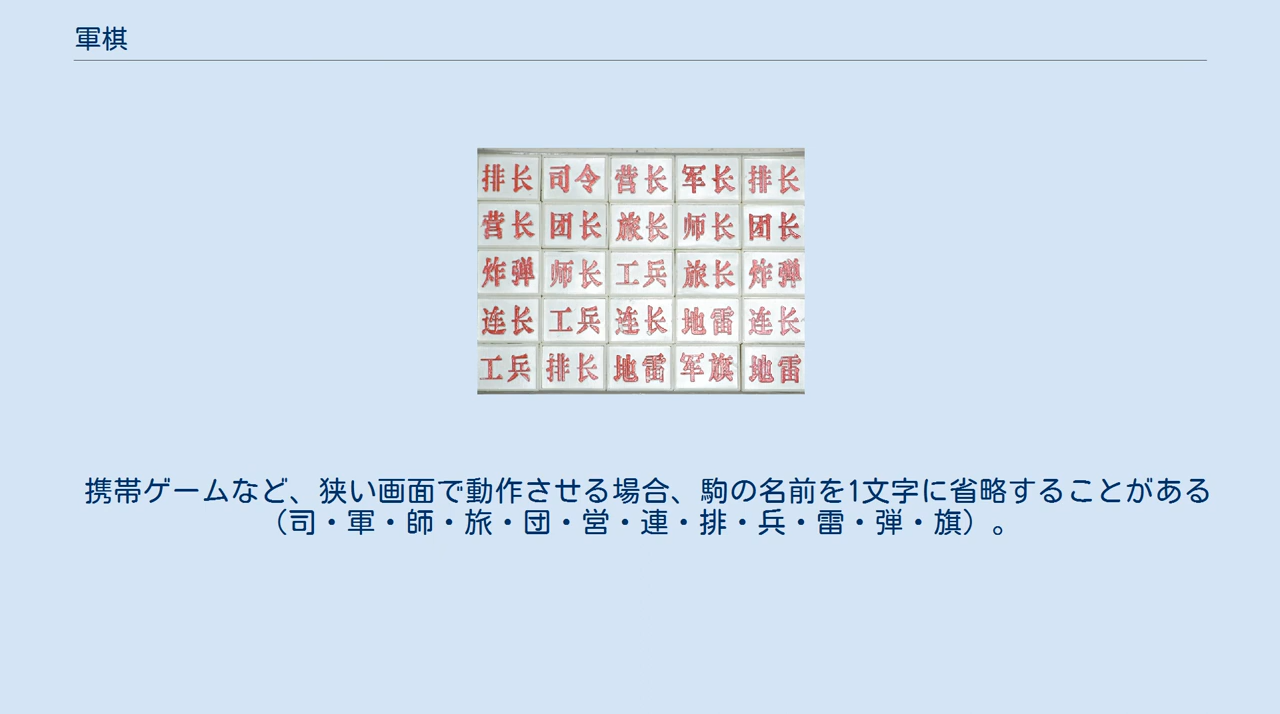 軍棋
排长 司令 营长 军长 排长
营长 团长 旅长 师长 团长
炸弹 师长 工兵 旅长 炸弹
连长 工兵 连长 地雷 连长
工兵 排长 地雷 军旗 地雷
携帯ゲームなど、狭い画面で動作させる場合、駒の名前を1文字に省略することがある
（司・軍・師・旅・団・営・連・排・兵・雷・弾・旗）。